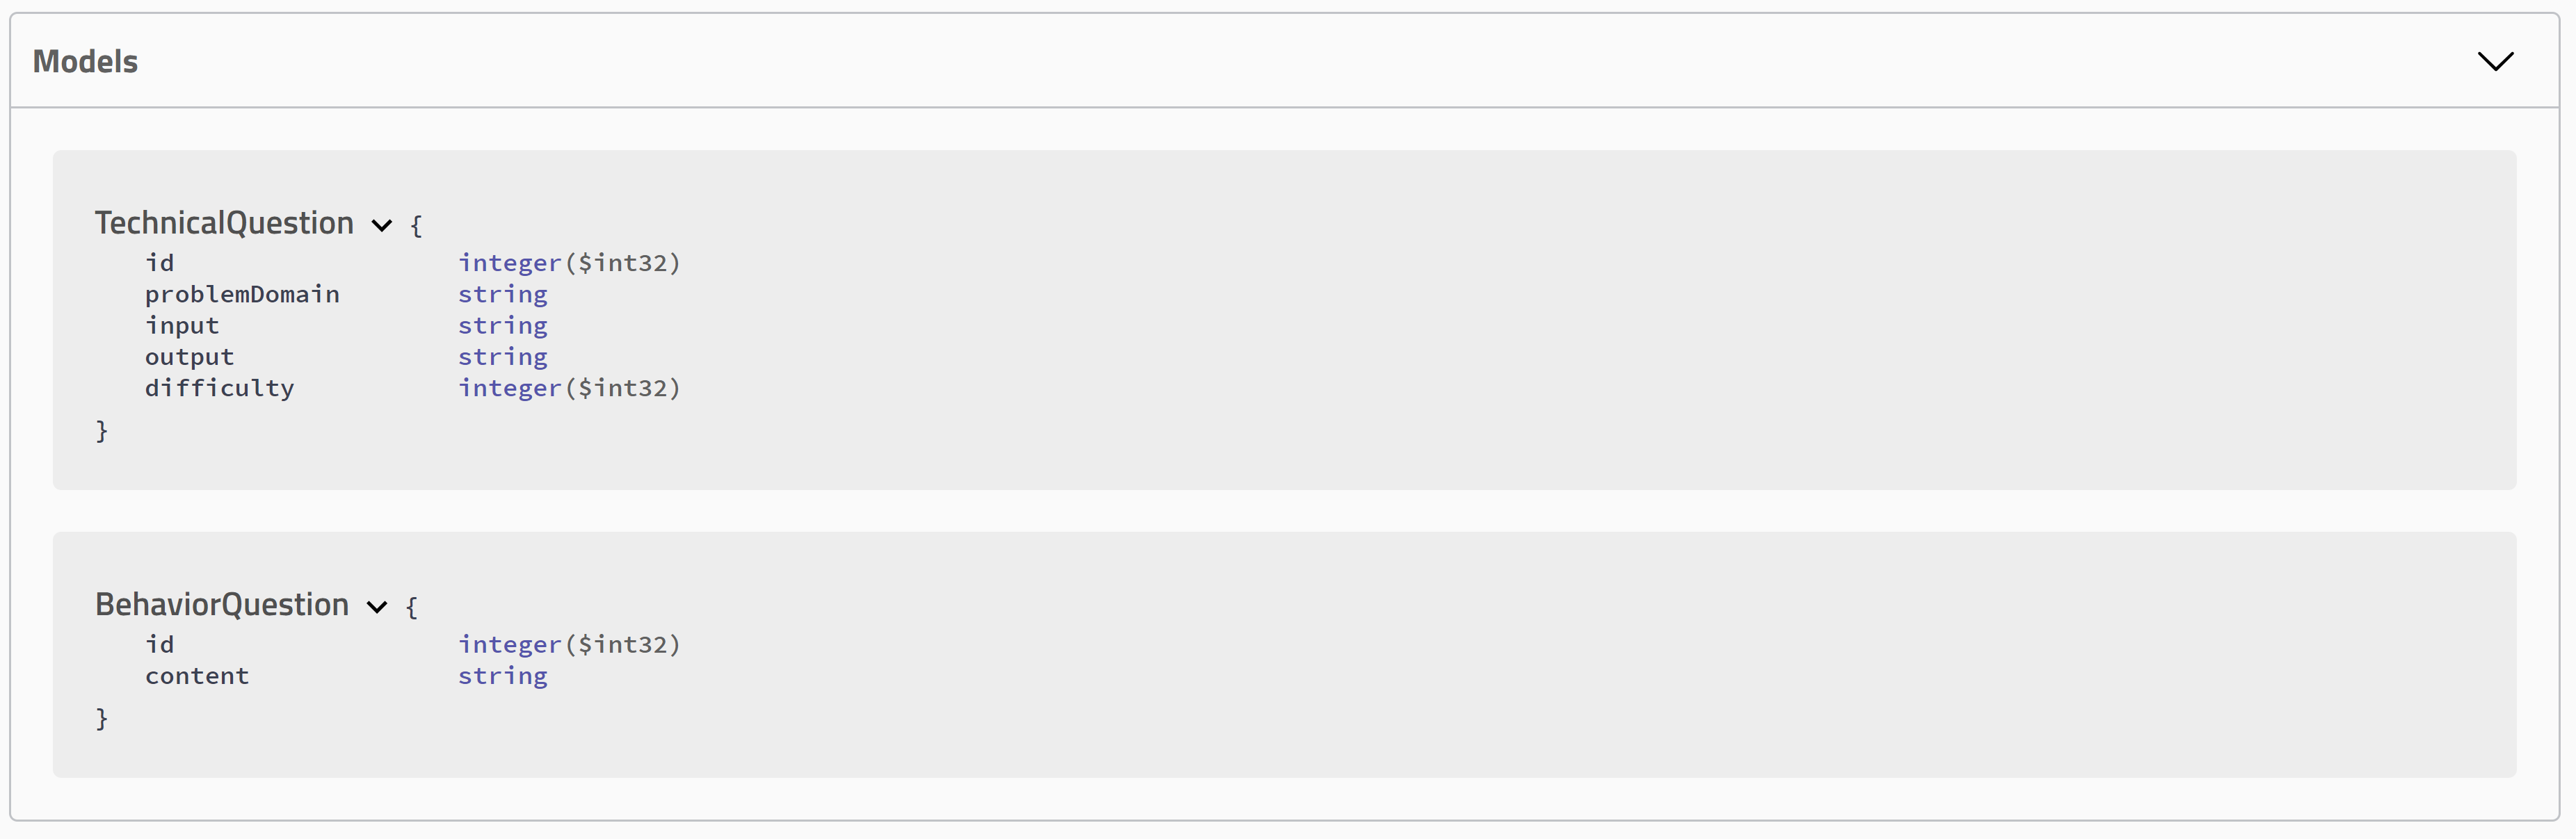 Models
TechnicalQuestion {
id integer($int32)
problemDomain string
input string
output string
difficulty integer($int32)
}
BehaviorQuestion {
id integer($int32)
content string
}